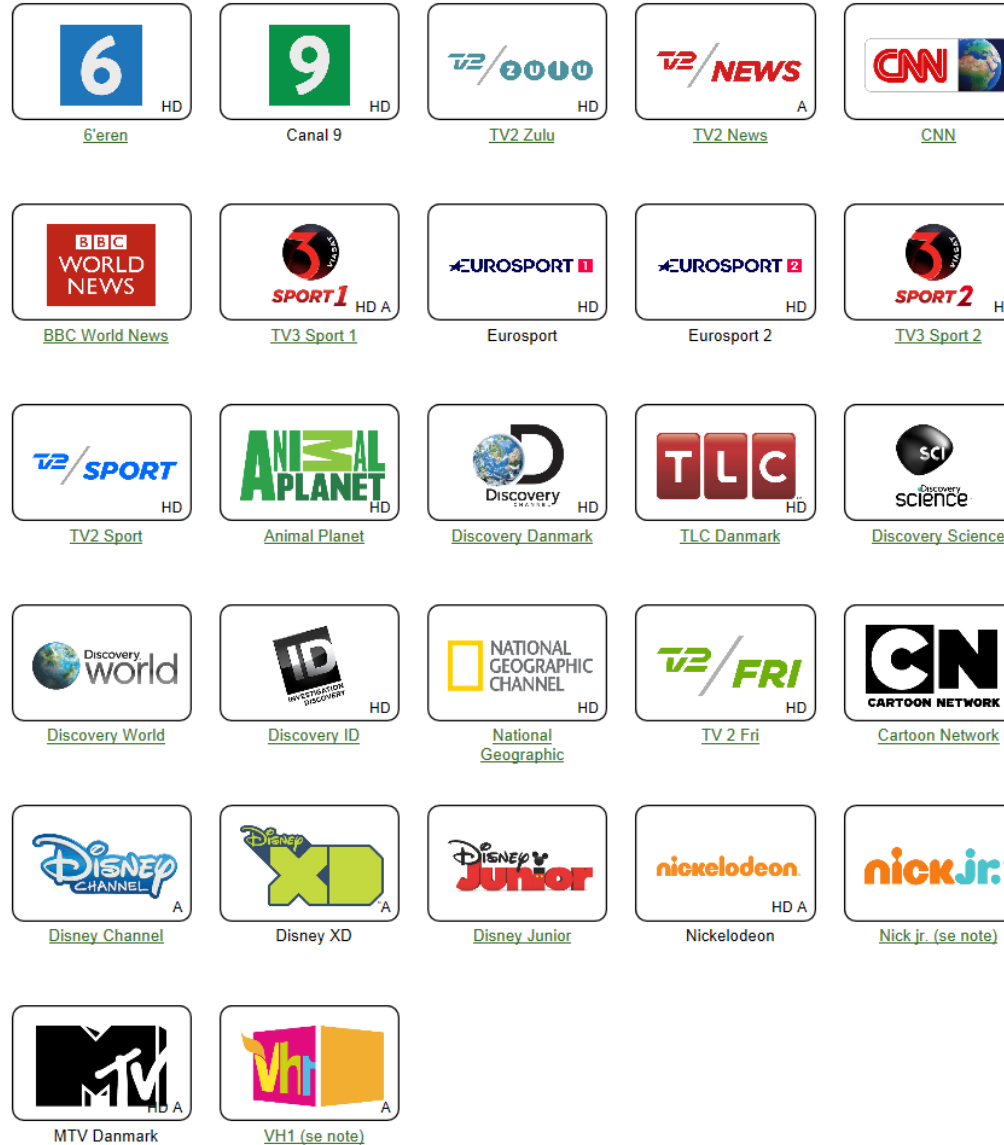 6
HD
6'eren
9
HD
Canal 9
TV2/ZULU
HD
TV2 Zulu
TV2/NEWS
A
TV2 News
CNN
CNN
BBC
WORLD
NEWS
BBC World News
3
VIASAT
SPORT1
HD A
TV3 Sport 1
EUROSPORT 1
HD
Eurosport
EUROSPORT 2
HD
Eurosport 2
3
VIASAT
SPORT2
H
TV3 Sport 2
TV2/SPORT
HD
TV2 Sport
ANIMAL
PLANET
HD
Animal Planet
D
Discovery
CHANNEL
HD
Discovery Danmark
TLC
HD
TLC Danmark
SCI
Discovery
science
Discovery Science
Discovery
world
Discovery World
ID
INVESTIGATION
DISCOVERY
HD
Discovery ID
NATIONAL
GEOGRAPHIC
CHANNEL
HD
National
Geographic
TV2/FRI
HD
TV 2 Fri
CN
CARTOON NETWORK
Cartoon Network
Disney
CHANNEL
A
Disney Channel
Disney
XD
A
Disney XD
Disney
Junior
Disney Junior
nickelodeon
HD A
Nickelodeon
nick jr.
Nick jr. (se note)
MTV
HD A
MTV Danmark
Vh1
A
VH1 (se note)